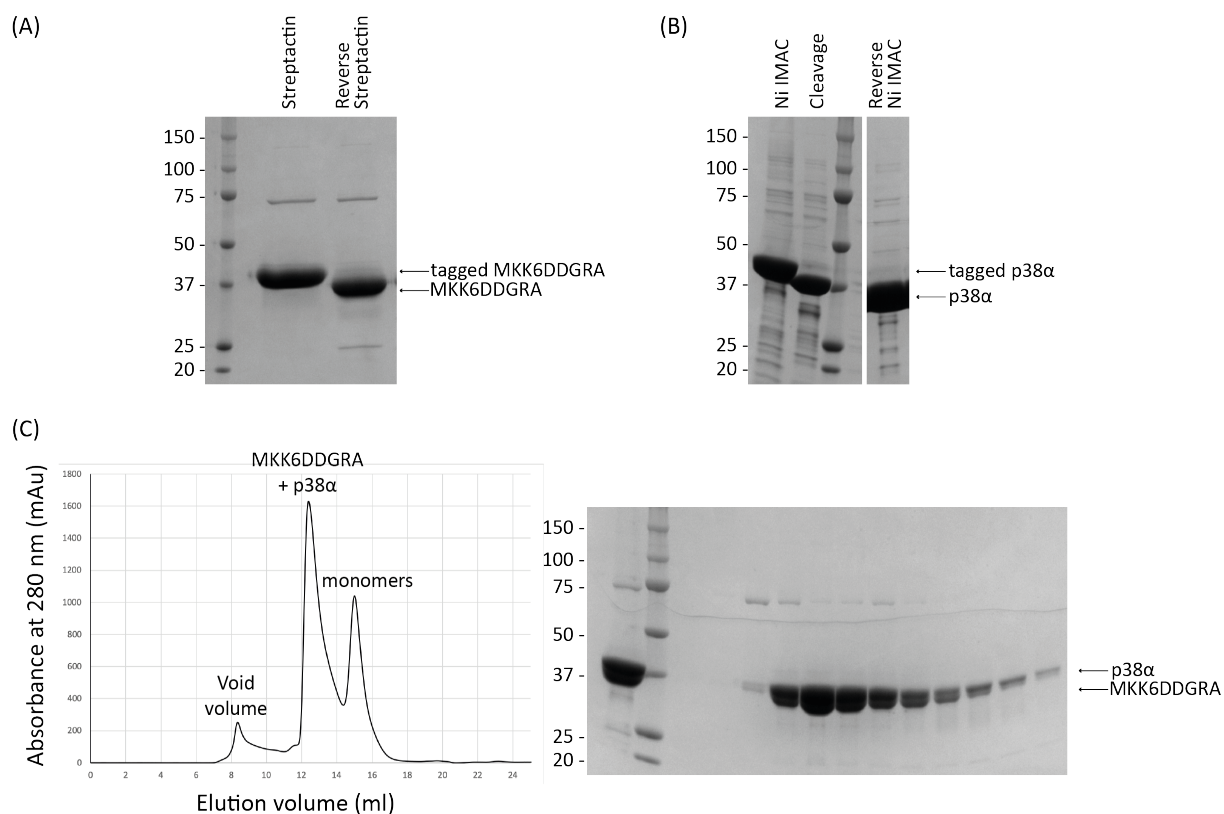 (A)
Streptactin
Reverse
Streptactin
150 -
100 -
75 -
50 -
37 -
25 -
20 -
tagged MKK6DDGRA
MKK6DDGRA
(B)
Ni IMAC
Cleavage
Reverse
Ni IMAC
150 -
100 -
75 -
50 -
37 -
25 -
20 -
tagged p38α
p38α
(C)
Absorbance at 280 nm (mAu)
1800
1600
1400
1200
1000
800
600
400
200
0
MKK6DDGRA
+ p38α
monomers
Void
volume
0 2 4 6 8 10 12 14 16 18 20 22 24
Elution volume (ml)
150 -
100 -
75 -
50 -
37 -
25 -
20 -
p38α
MKK6DDGRA